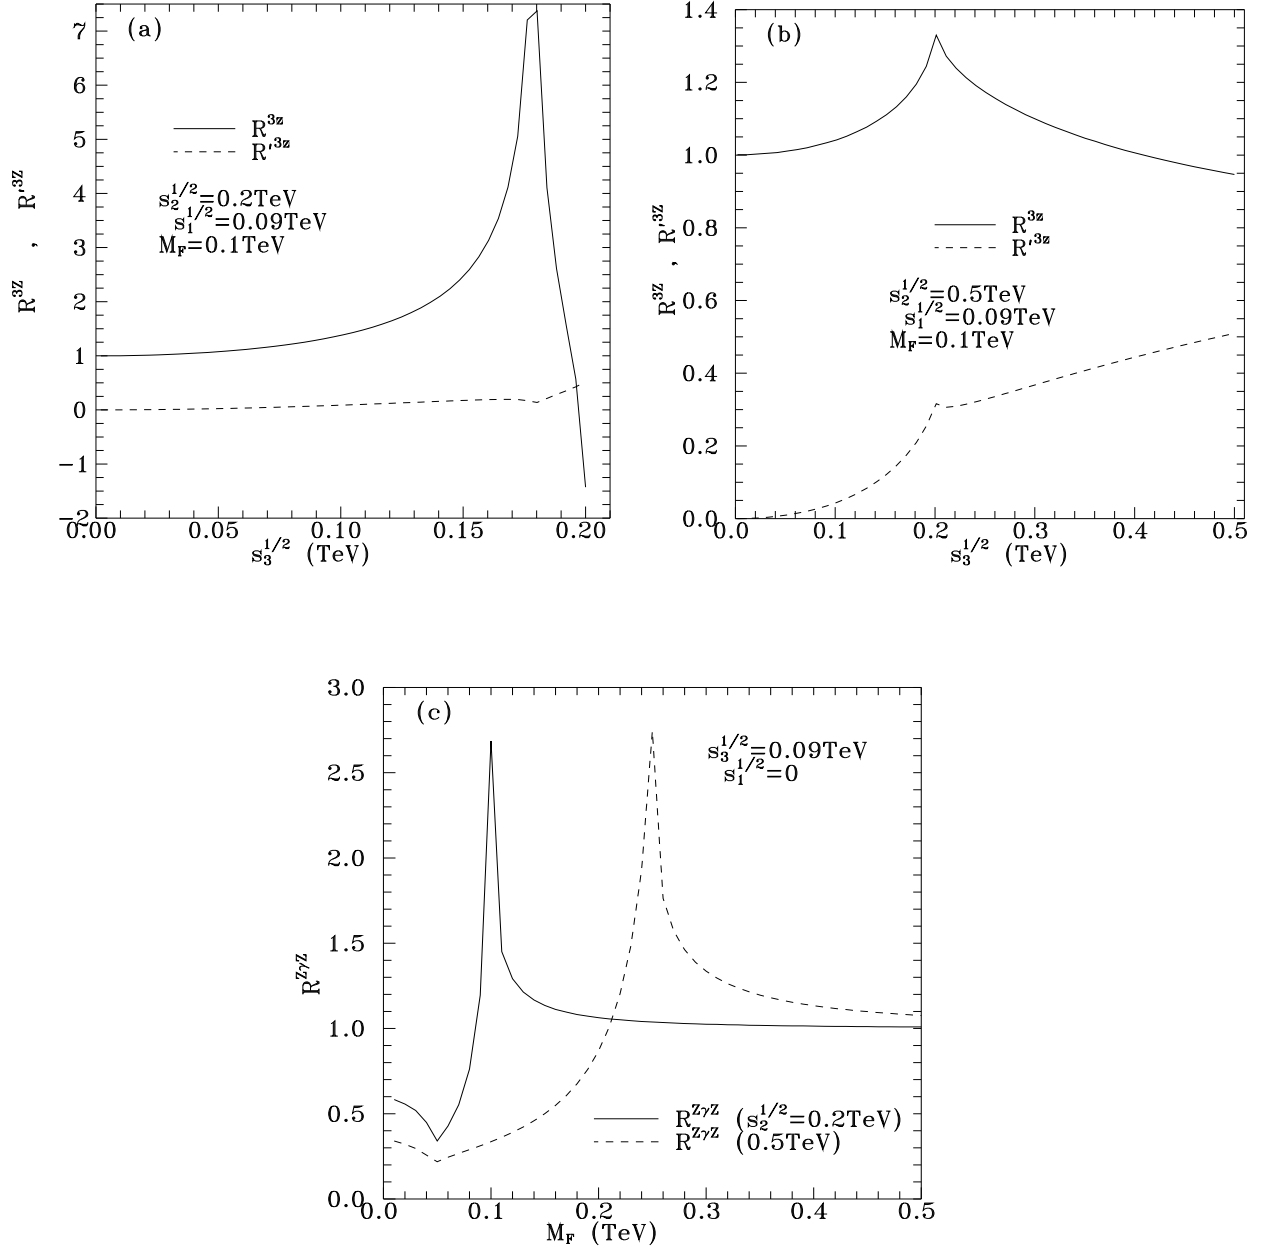 (a)
7
6
5
4
3
2
1
0
−1
−2
R^3z
R′^3z
s_2^1/2=0.2TeV
s_1^1/2=0.09TeV
M_F=0.1TeV
R^3Z , R′^3Z
0.00 0.05 0.10 0.15 0.20
s_3^1/2 (TeV)
(b)
1.4
1.2
1.0
0.8
0.6
0.4
0.2
0.0
R^3z
R′^3z
s_2^1/2=0.5TeV
s_1^1/2=0.09TeV
M_F=0.1TeV
R^3Z , R′^3Z
0.0 0.1 0.2 0.3 0.4 0.5
s_3^1/2 (TeV)
(c)
3.0
2.5
2.0
1.5
1.0
0.5
0.0
s_3^1/2=0.09TeV
s_1^1/2=0
R^ZγZ
R^ZγZ (s_2^1/2=0.2TeV)
R^ZγZ (0.5TeV)
0.0 0.1 0.2 0.3 0.4 0.5
M_F (TeV)